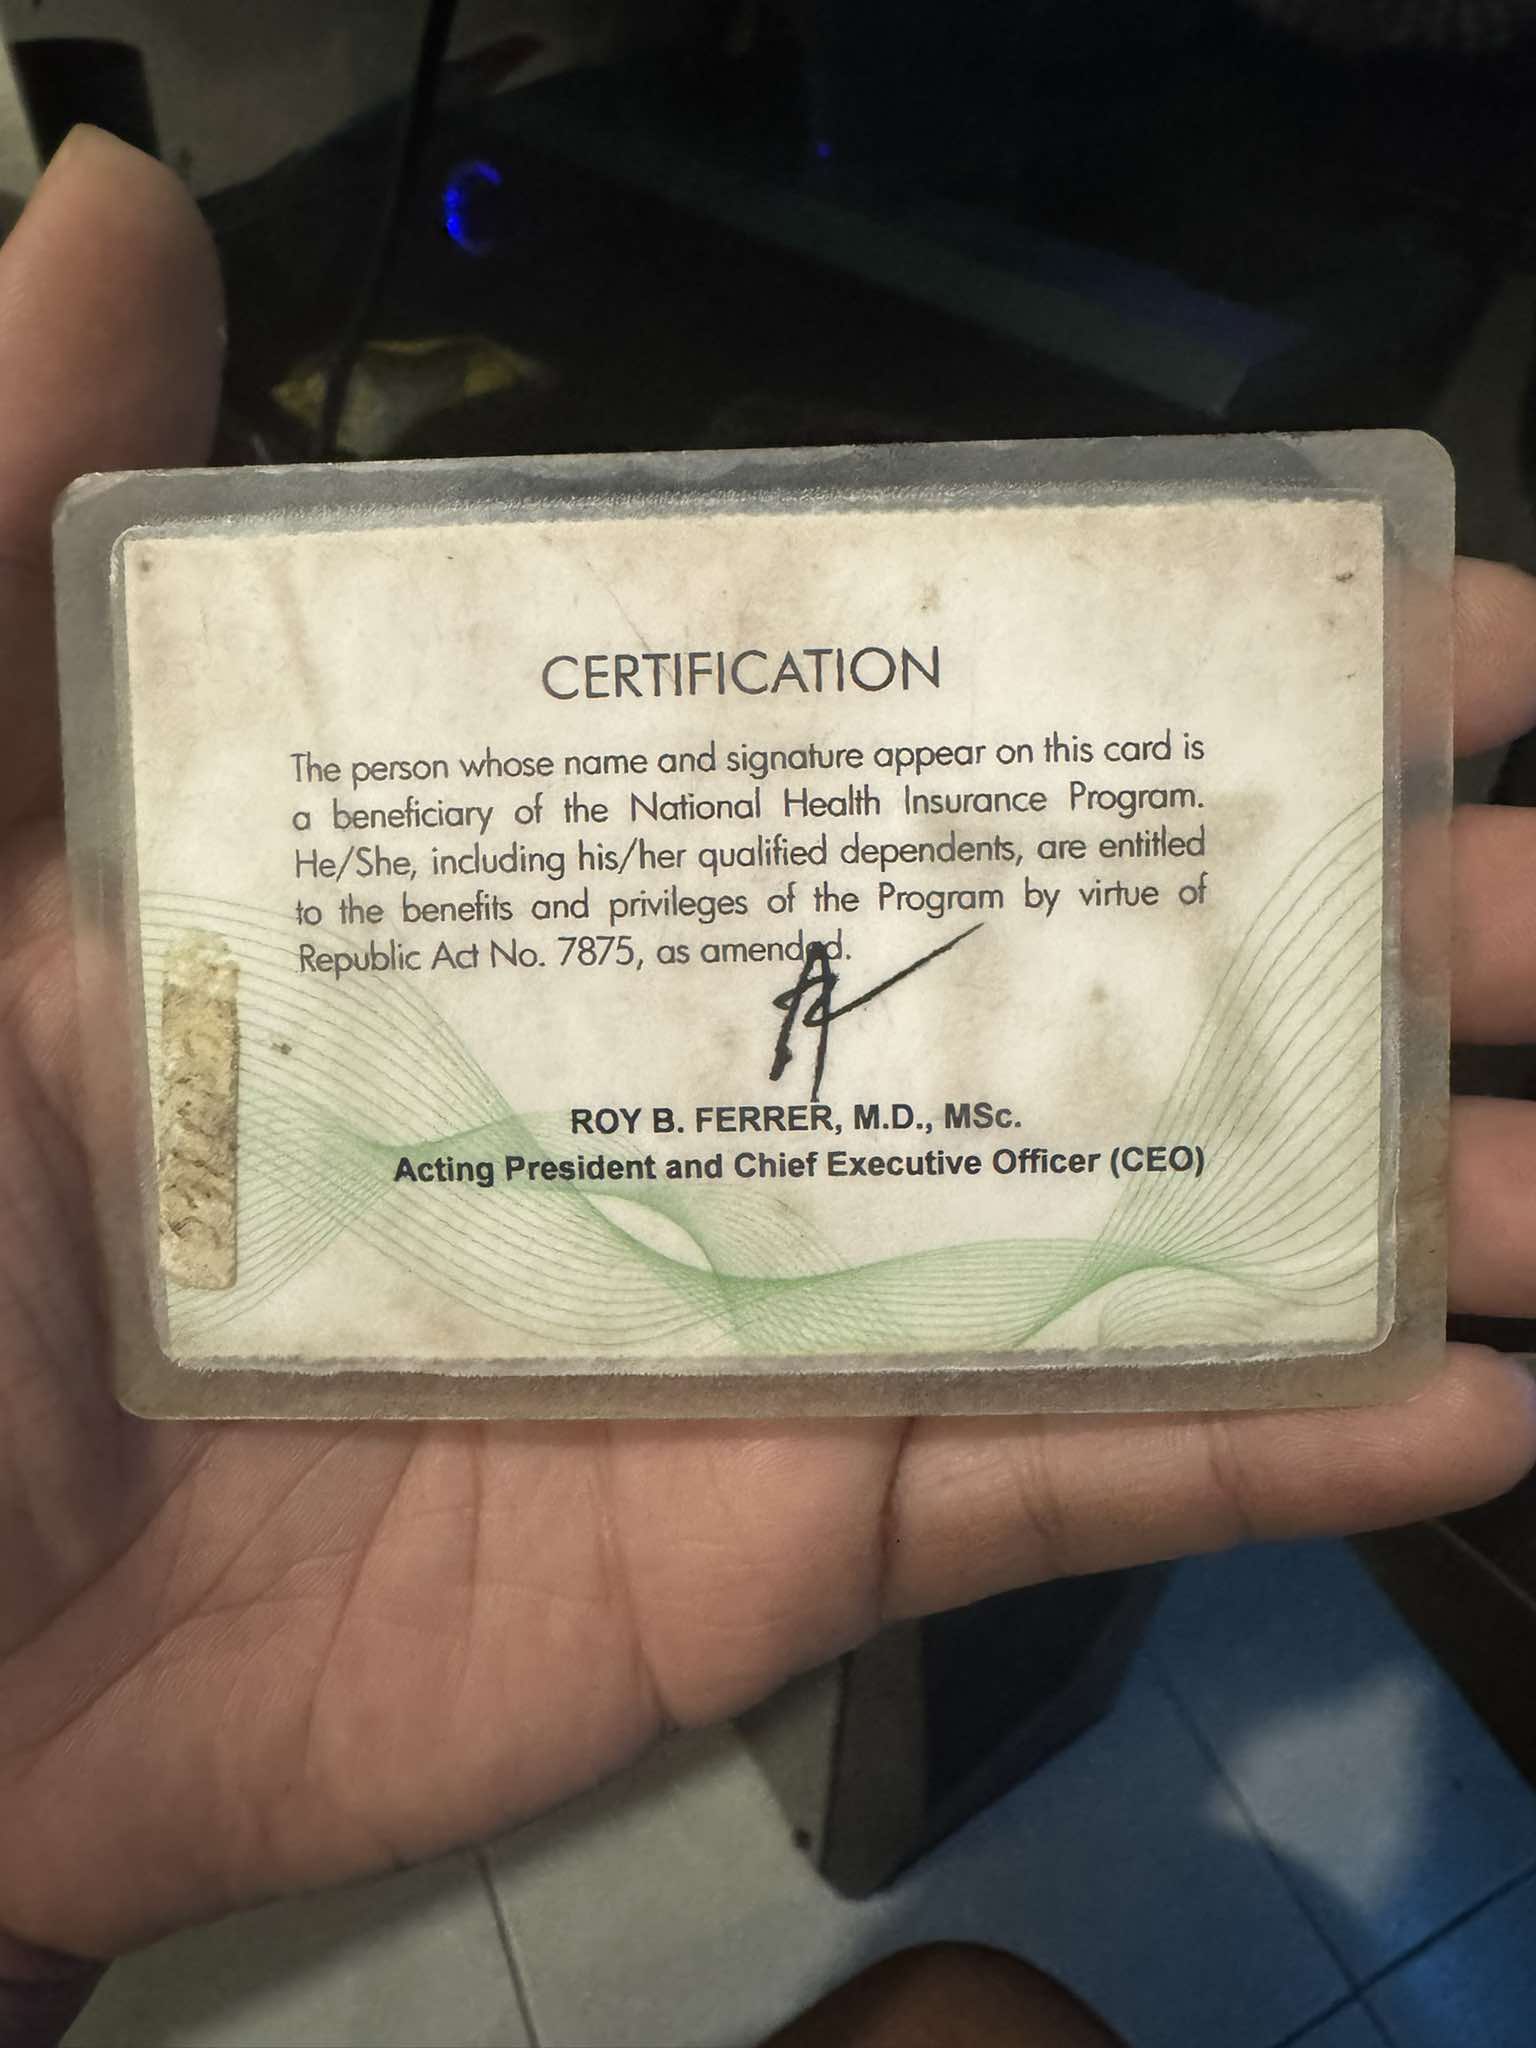 CERTIFICATION
The person whose name and signature appear on this card is
a beneficiary of the National Health Insurance Program.
He/She, including his/her qualified dependents, are entitled
to the benefits and privileges of the Program by virtue of
Republic Act No. 7875, as amended.
ROY B. FERRER, M.D., MSc.
Acting President and Chief Executive Officer (CEO)